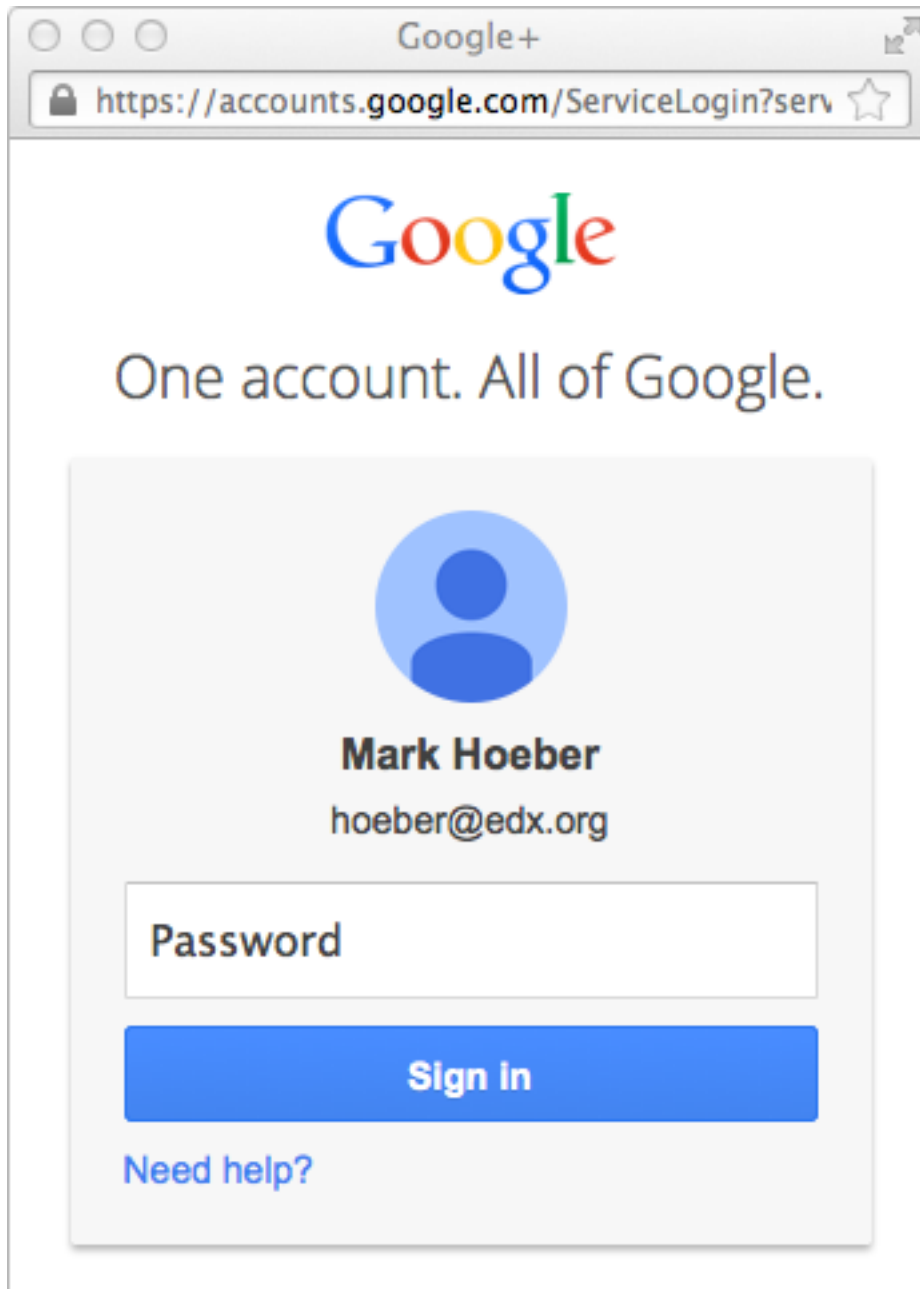 Google+
https://accounts.google.com/ServiceLogin?serv
Google
One account. All of Google.
Mark Hoeber
hoeber@edx.org
Password
Sign in
Need help?